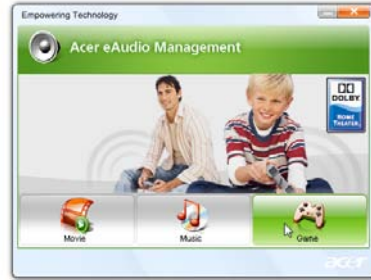 Empowering Technology
Acer eAudio Management
DOLBY
HOME
THEATER
Movie
Music
Game
acer